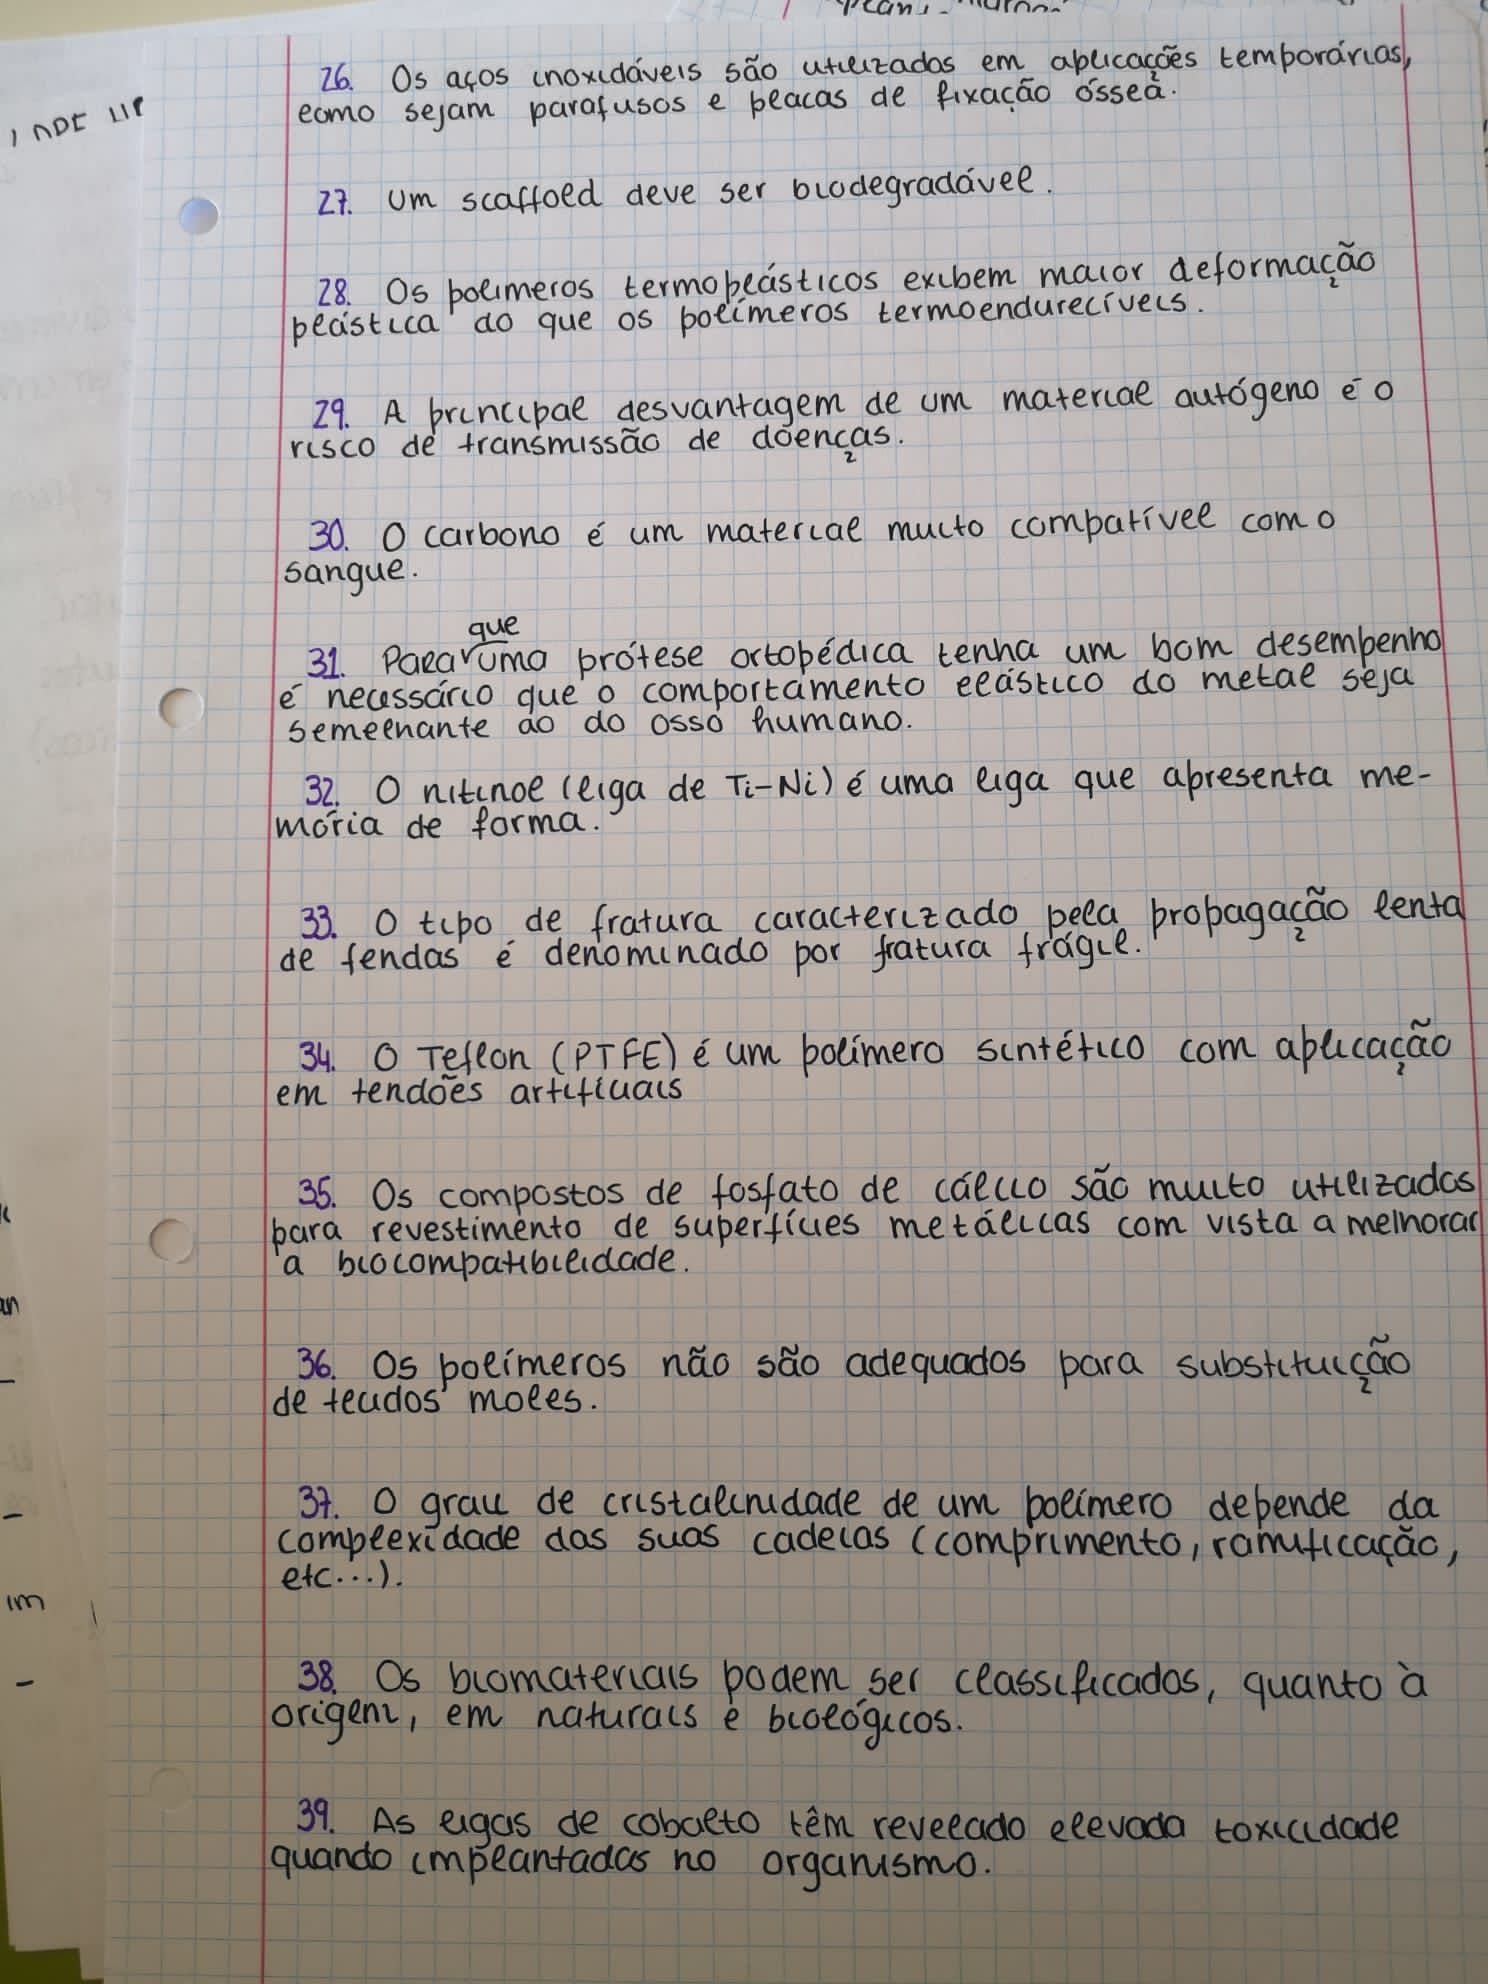 26. Os aços inoxidáveis são utilizados em aplicações temporárias,
como sejam parafusos e placas de fixação óssea.
27. Um scaffold deve ser biodegradável.
28. Os polimeros termoplásticos exibem maior deformação
plástica do que os polímeros termoendurecíveis.
29. A principal desvantagem de um material autógeno é o
risco de transmissão de doenças.
30. O carbono é um material muito compatível com o
sangue.
que
31. Para uma prótese ortopédica tenha um bom desempenho
é necessário que o comportamento elástico do metal seja
semelhante ao do osso humano.
32. O nitinol (liga de Ti-Ni) é uma liga que apresenta me-
mória de forma.
33. O tipo de fratura caracterizado pela propagação lenta
de fendas é denominado por fratura frágil.
34. O Teflon (PTFE) é um polímero sintético com aplicação
em tendões artificiais
35. Os compostos de fosfato de cálcio são muito utilizados
para revestimento de superfícies metálicas com vista a melhorar
a biocompatibilidade.
36. Os polímeros não são adequados para substituição
de tecidos moles.
37. O grau de cristalinidade de um polímero depende da
complexidade das suas cadeias (comprimento, ramificação,
etc...).
38. Os biomateriais podem ser classificados, quanto à
origem, em naturais e biológicos.
39. As ligas de cobalto têm revelado elevada toxicidade
quando implantadas no organismo.